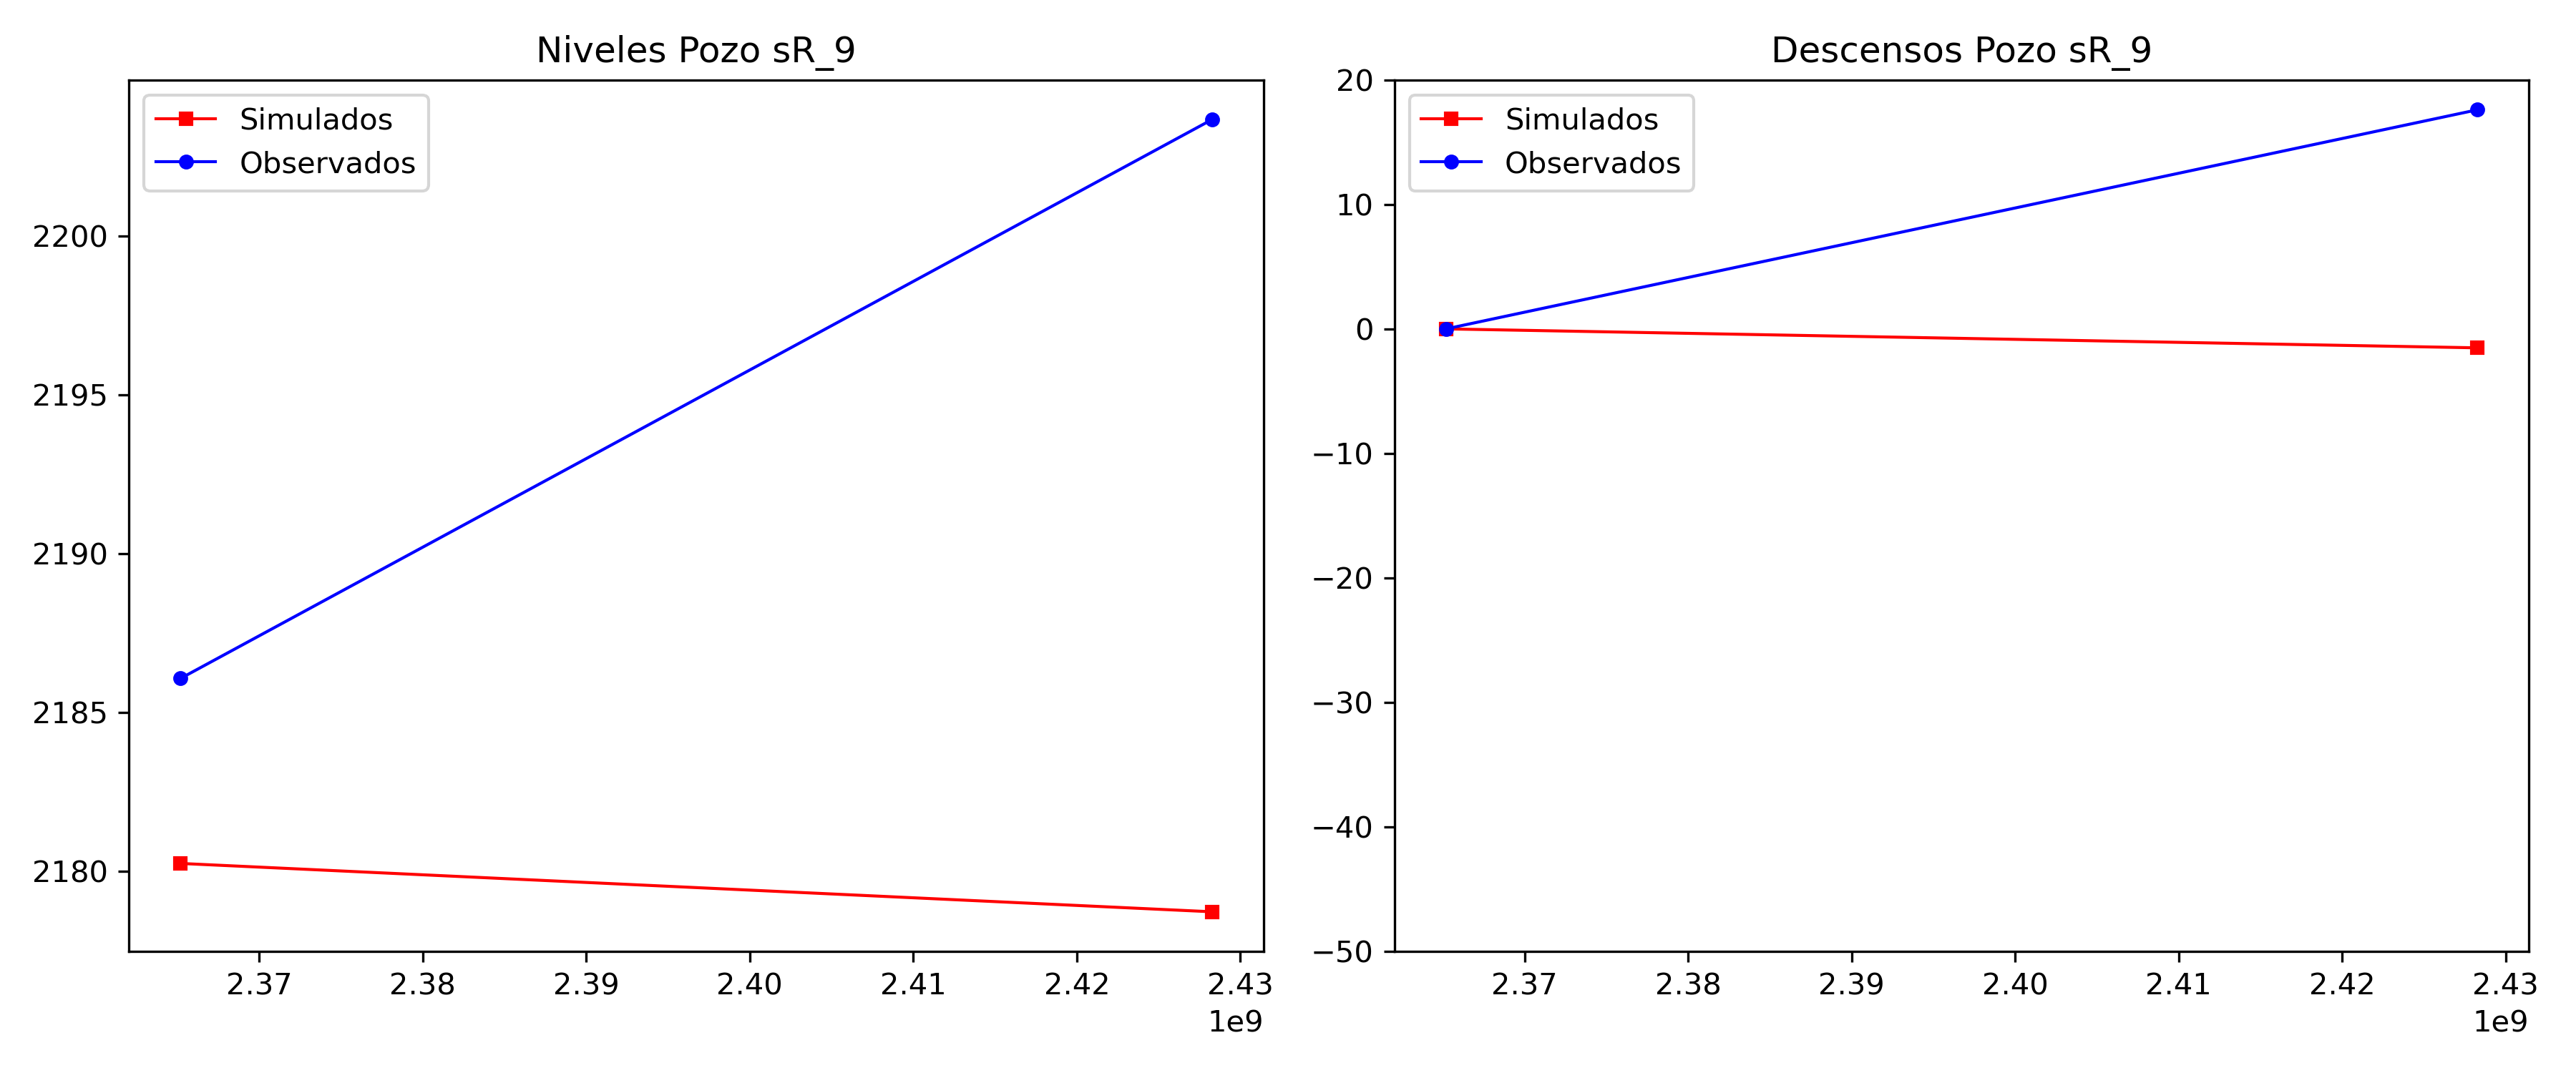 Niveles Pozo sR_9
Simulados
Observados
2200
2195
2190
2185
2180
2.37 2.38 2.39 2.40 2.41 2.42 2.43
1e9
Descensos Pozo sR_9
Simulados
Observados
20
10
0
−10
−20
−30
−40
−50
2.37 2.38 2.39 2.40 2.41 2.42 2.43
1e9